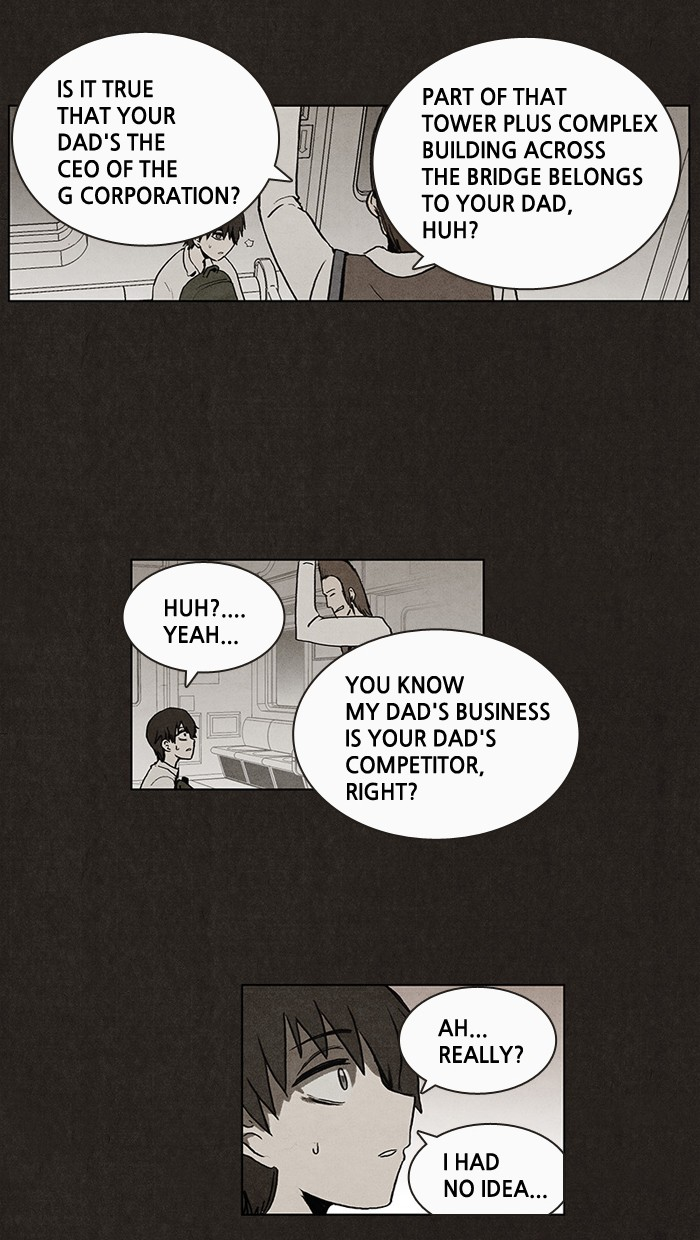 IS IT TRUE
THAT YOUR
DAD'S THE
CEO OF THE
G CORPORATION?
PART OF THAT
TOWER PLUS COMPLEX
BUILDING ACROSS
THE BRIDGE BELONGS
TO YOUR DAD,
HUH?
HUH?....
YEAH...
YOU KNOW
MY DAD'S BUSINESS
IS YOUR DAD'S
COMPETITOR,
RIGHT?
AH...
REALLY?
I HAD
NO IDEA...